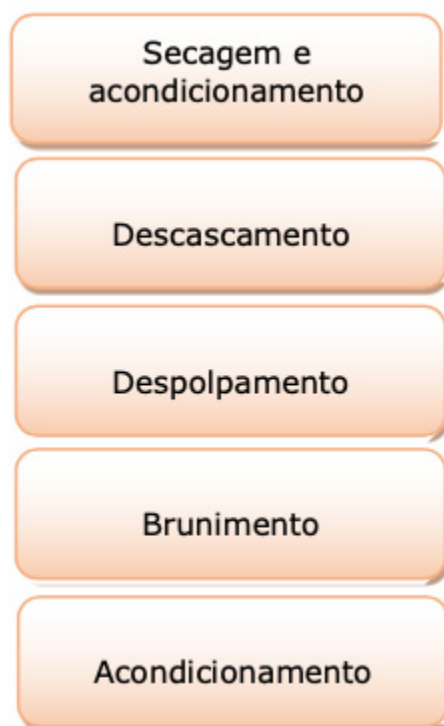 Secagem e
acondicionamento
Descascamento
Despolpamento
Brunimento
Acondicionamento